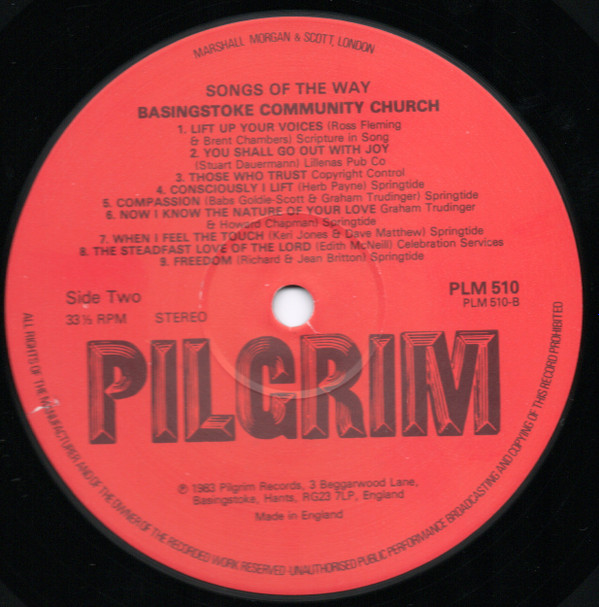 MARSHALL MORGAN & SCOTT, LONDON
SONGS OF THE WAY
BASINGSTOKE COMMUNITY CHURCH
1. LIFT UP YOUR VOICES (Ross Fleming
& Brent Chambers) Scripture in Song
2. YOU SHALL GO OUT WITH JOY
(Stuart Dauermann) Lillenas Pub Co
3. THOSE WHO TRUST Copyright Control
4. CONSCIOUSLY I LIFT (Herb Payne) Springtide
5. COMPASSION (Babs Goldie-Scott & Graham Trudinger) Springtide
6. NOW I KNOW THE NATURE OF YOUR LOVE Graham Trudinger
& Howard Chapman) Springtide
7. WHEN I FEEL THE TOUCH (Keri Jones & Dave Matthew) Springtide
8. THE STEADFAST LOVE OF THE LORD (Edith McNeill) Celebration Services
9. FREEDOM (Richard & Jean Britton) Springtide
Side Two
33⅓ RPM STEREO
PLM 510
PLM 510-B
PILGRIM
℗ 1983 Pilgrim Records, 3 Beggarwood Lane,
Basingstoke, Hants, RG23 7LP, England
Made in England
ALL RIGHTS OF THE MANUFACTURER AND OF THE OWNER OF THE RECORDED WORK RESERVED-UNAUTHORISED PUBLIC PERFORMANCE BROADCASTING AND COPYING OF THIS RECORD PROHIBITED